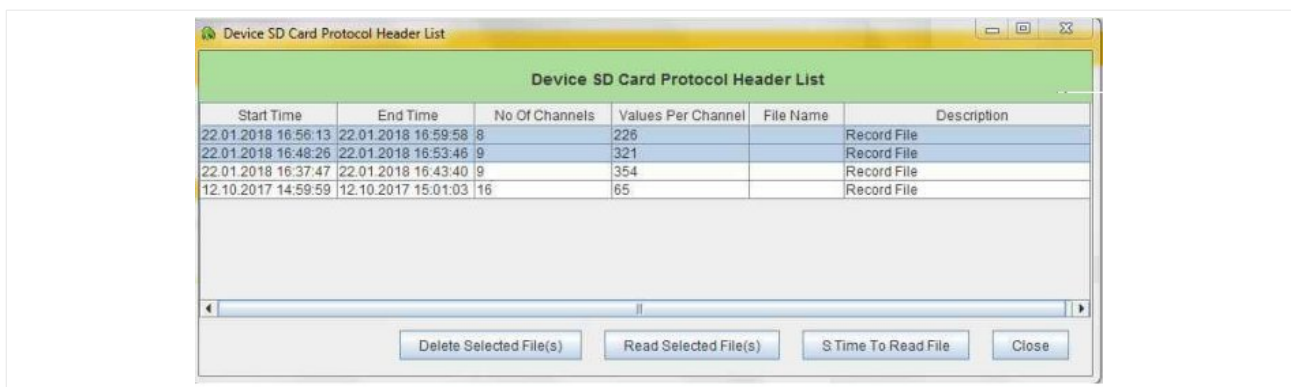 Device SD Card Protocol Header List
Device SD Card Protocol Header List
Start Time End Time No Of Channels Values Per Channel File Name Description
22.01.2018 16:56:13 22.01.2018 16:59:58 8 226 Record File
22.01.2018 16:48:26 22.01.2018 16:53:46 9 321 Record File
22.01.2018 16:37:47 22.01.2018 16:43:40 9 354 Record File
12.10.2017 14:59:59 12.10.2017 15:01:03 16 65 Record File
Delete Selected File(s) Read Selected File(s) S.Time To Read File Close